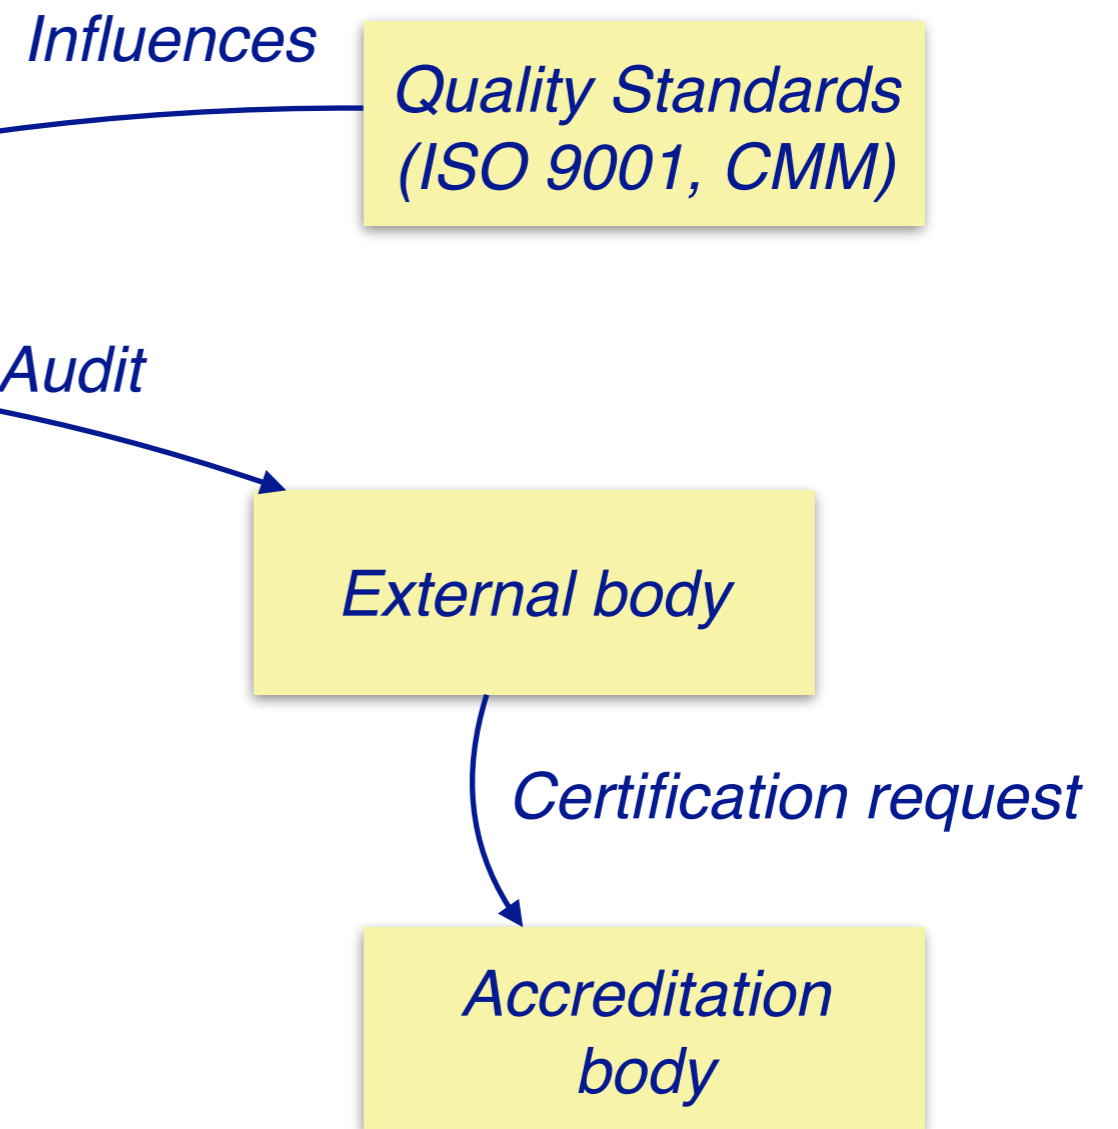 Influences
Quality Standards
(ISO 9001, CMM)
Audit
External body
Certification request
Accreditation
body